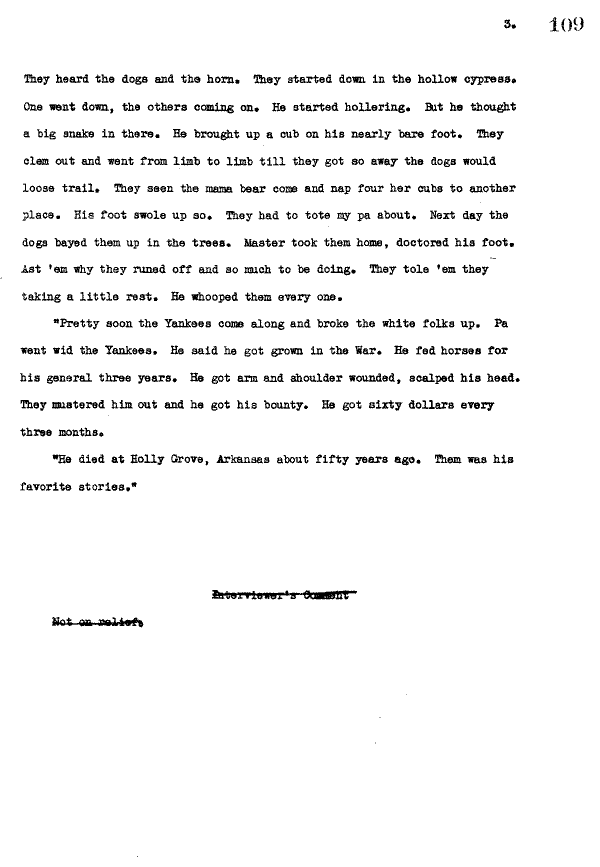 3. 109
They heard the dogs and the horn. They started down in the hollow cypress.
One went down, the others coming on. He started hollering. But he thought
a big snake in there. He brought up a cub on his nearly bare foot. They
clem out and went from limb to limb till they got so away the dogs would
loose trail. They seen the mama bear come and nap four her cubs to another
place. His foot swole up so. They had to tote my pa about. Next day the
dogs bayed them up in the trees. Master took them home, doctored his foot.
Ast 'em why they runed off and so much to be doing. They tole 'em they
taking a little rest. He whooped them every one.
"Pretty soon the Yankees come along and broke the white folks up. Pa
went wid the Yankees. He said he got grown in the War. He fed horses for
his general three years. He got arm and shoulder wounded, scalped his head.
They mustered him out and he got his bounty. He got sixty dollars every
three months.
"He died at Holly Grove, Arkansas about fifty years ago. Them was his
favorite stories."
Interviewer's Comment
Not on relief.